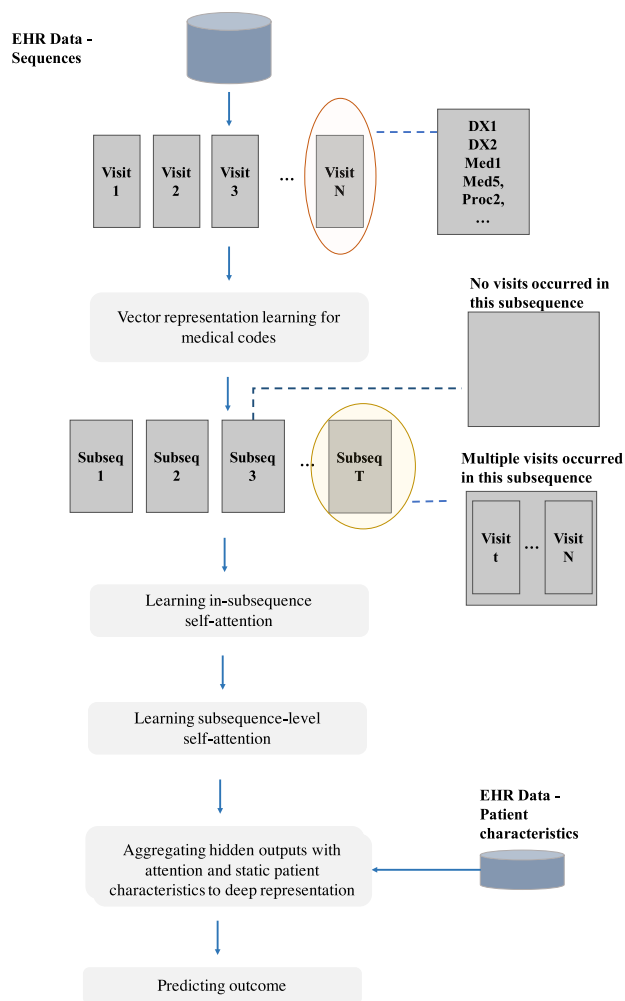 EHR Data -
Sequences
Visit
1
Visit
2
Visit
3
...
Visit
N
DX1
DX2
Med1
Med5,
Proc2,
...
Vector representation learning for
medical codes
No visits occurred in
this subsequence
Subseq
1
Subseq
2
Subseq
3
...
Subseq
T
Multiple visits occurred
in this subsequence
Visit
t
...
Visit
N
Learning in-subsequence
self-attention
Learning subsequence-level
self-attention
EHR Data -
Patient
characteristics
Aggregating hidden outputs with
attention and static patient
characteristics to deep representation
Predicting outcome